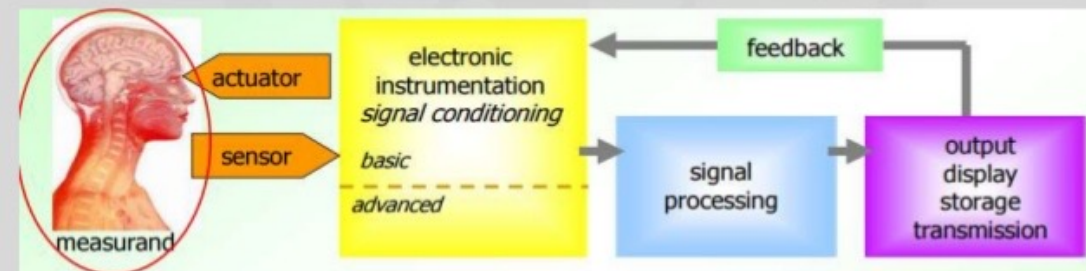 measurand
actuator
sensor
electronic
instrumentation
signal conditioning
basic
advanced
signal
processing
feedback
output
display
storage
transmission